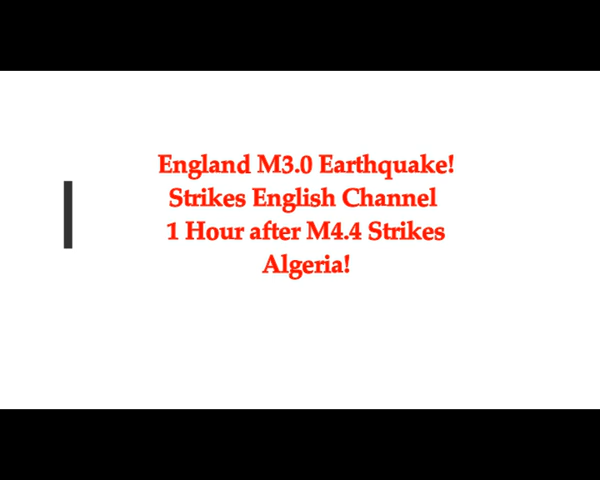 England M3.0 Earthquake!
Strikes English Channel
1 Hour after M4.4 Strikes
Algeria!